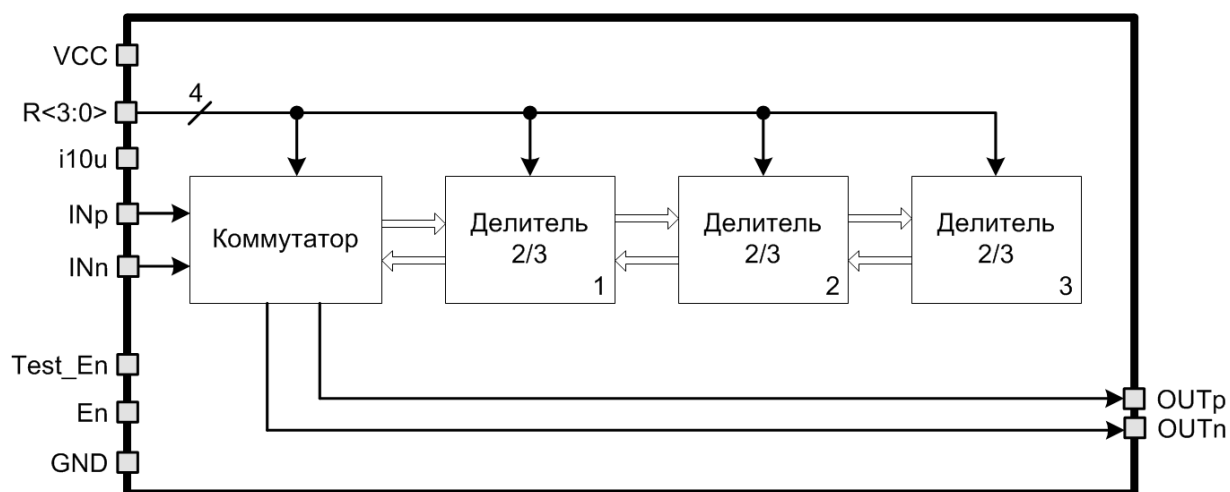 VCC
R<3:0>
4
i10u
INp
INn
Коммутатор
Делитель
2/3
1
Делитель
2/3
2
Делитель
2/3
3
Test_En
En
GND
OUTp
OUTn